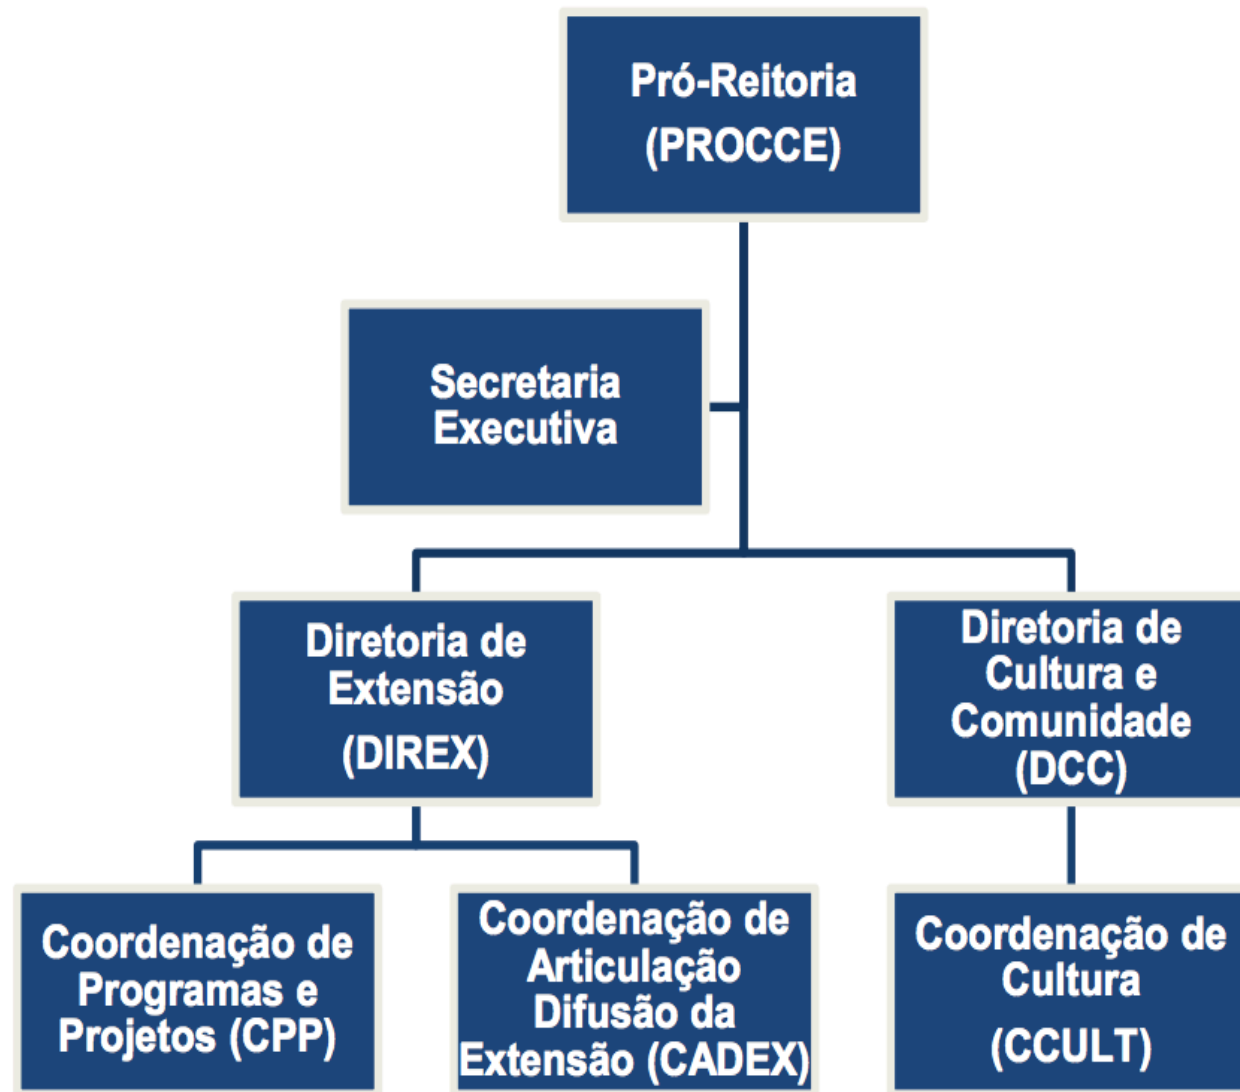 Pró-Reitoria
(PROCCE)
Secretaria
Executiva
Diretoria de
Extensão
(DIREX)
Diretoria de
Cultura e
Comunidade
(DCC)
Coordenação de
Programas e
Projetos (CPP)
Coordenação de
Articulação
Difusão da
Extensão (CADEX)
Coordenação de
Cultura
(CCULT)